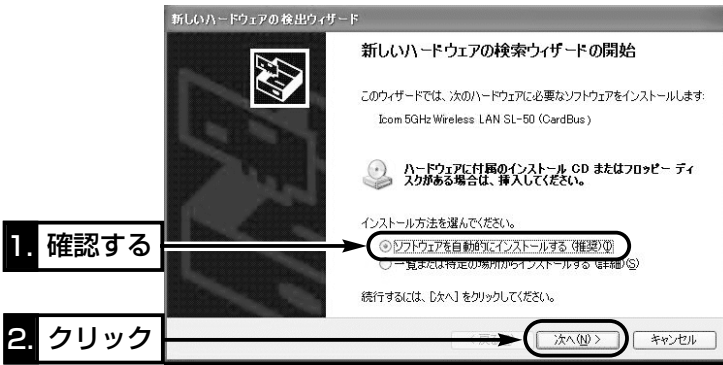 新しいハードウェアの検出ウィザード
新しいハードウェアの検索ウィザードの開始
このウィザードでは、次のハードウェアに必要なソフトウェアをインストールします:
Icom 5GHz Wireless LAN SL-50 (CardBus)
ハードウェアに付属のインストール CD またはフロッピー ディ
スクがある場合は、挿入してください。
インストール方法を選んでください。
1. 確認する
ソフトウェアを自動的にインストールする (推奨)(I)
一覧または特定の場所からインストールする (詳細)(S)
続行するには、[次へ] をクリックしてください。
2. クリック
次へ(N) >
キャンセル